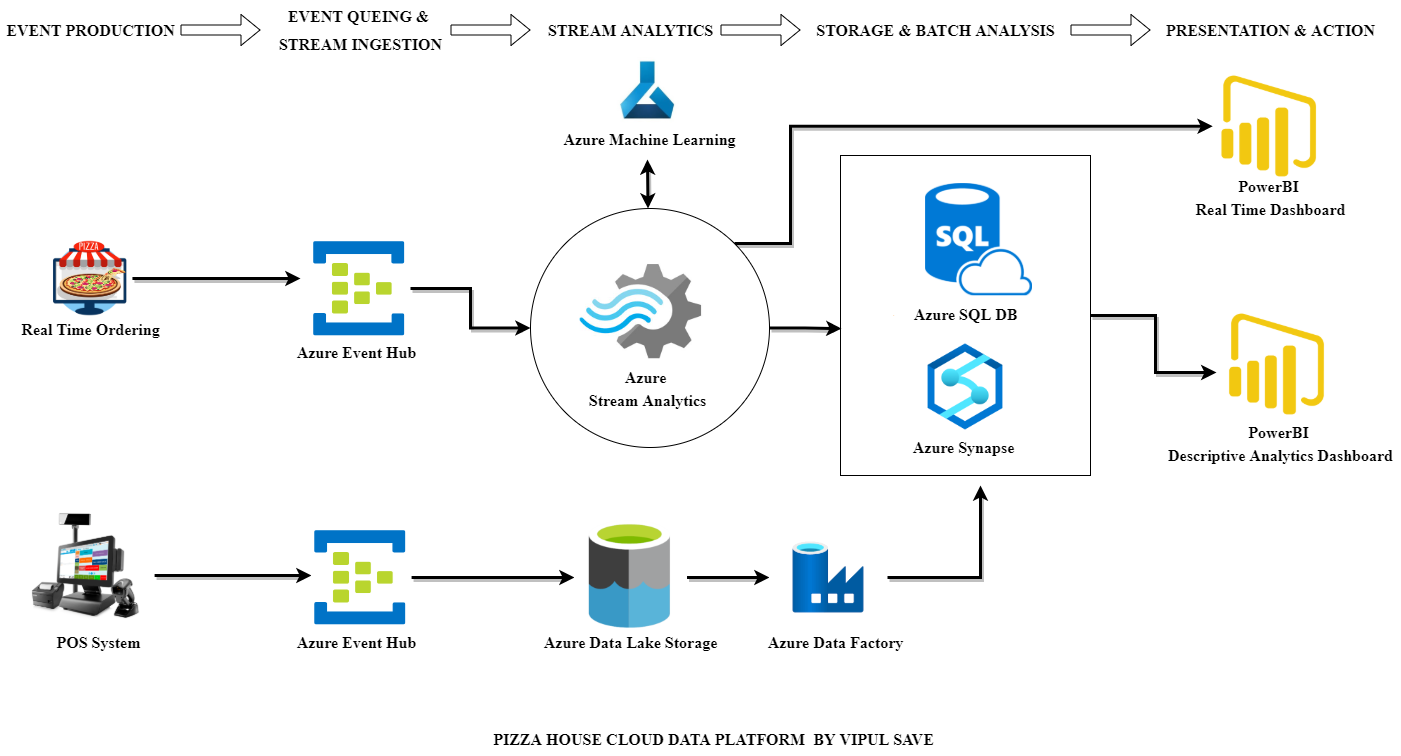 EVENT PRODUCTION
EVENT QUEING &
STREAM INGESTION
STREAM ANALYTICS
STORAGE & BATCH ANALYSIS
PRESENTATION & ACTION
Azure Machine Learning
PowerBI
Real Time Dashboard
PIZZA
Real Time Ordering
Azure Event Hub
Azure
Stream Analytics
SQL
Azure SQL DB
Azure Synapse
PowerBI
Descriptive Analytics Dashboard
POS System
Azure Event Hub
Azure Data Lake Storage
Azure Data Factory
PIZZA HOUSE CLOUD DATA PLATFORM BY VIPUL SAVE